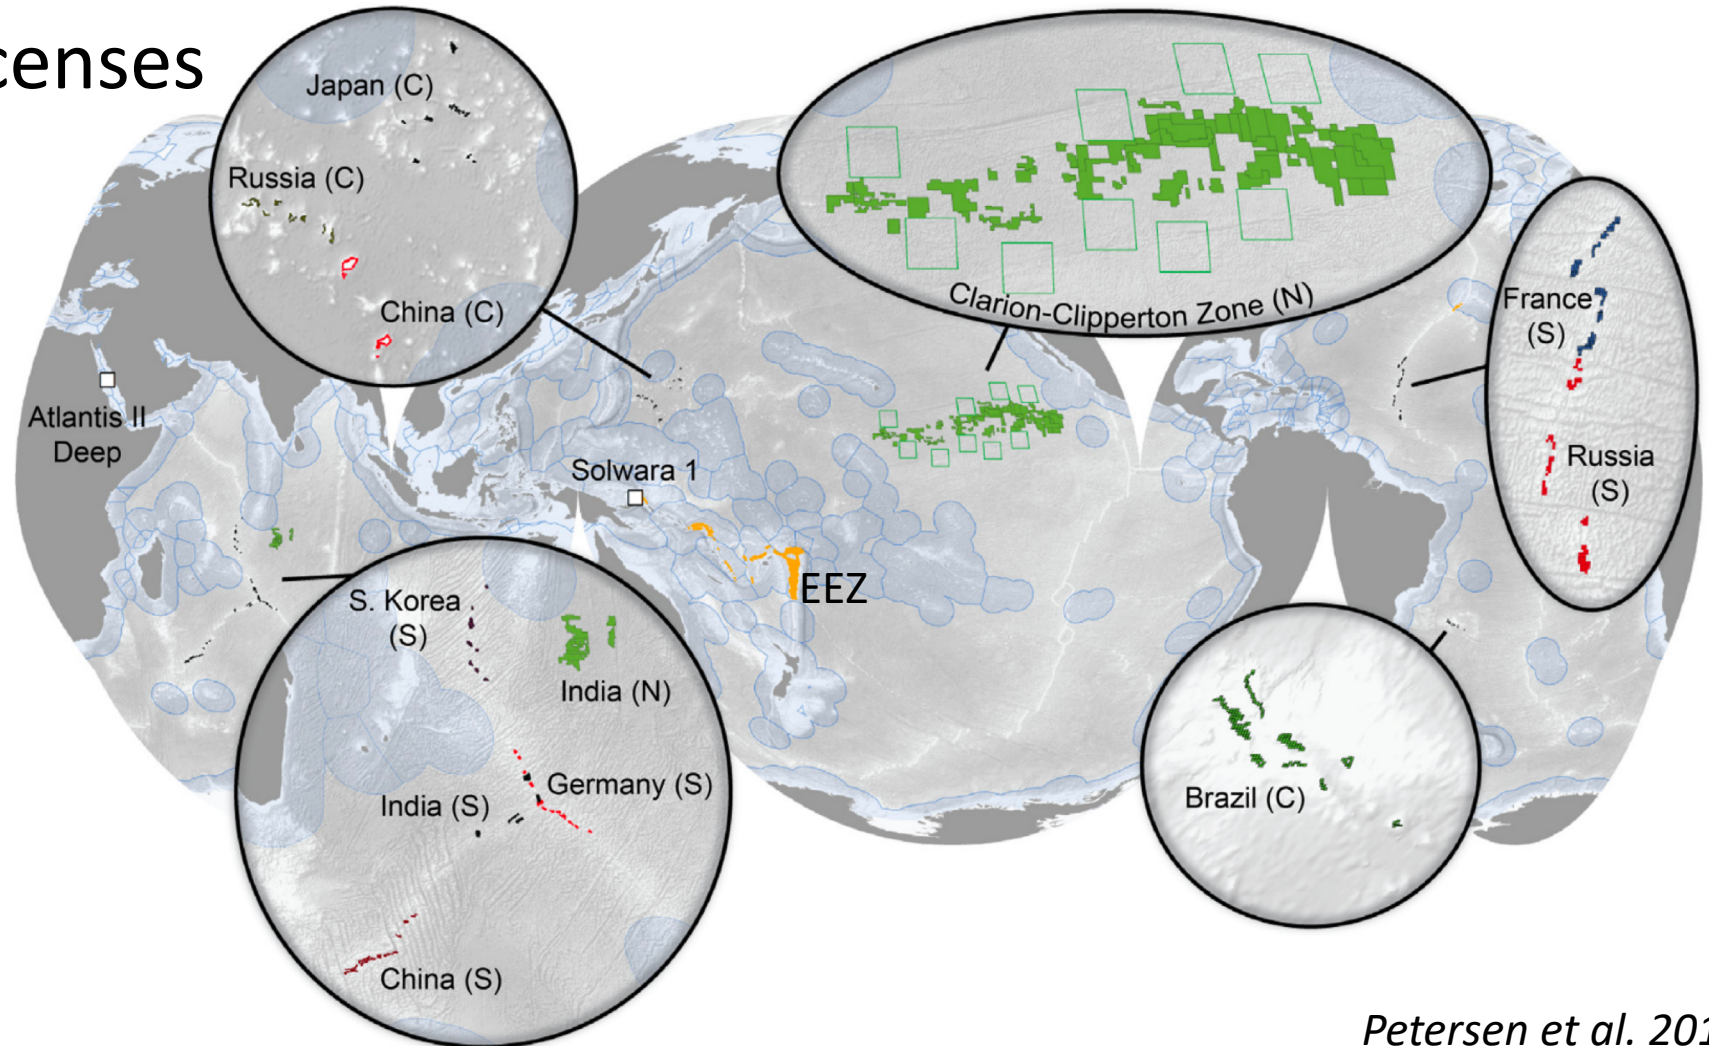 censes
Japan (C)
Russia (C)
China (C)
Clarion-Clipperton Zone (N)
France
(S)
Russia
(S)
Atlantis II
Deep
Solwara 1
EEZ
S. Korea
(S)
India (N)
Germany (S)
India (S)
China (S)
Brazil (C)
Petersen et al. 201